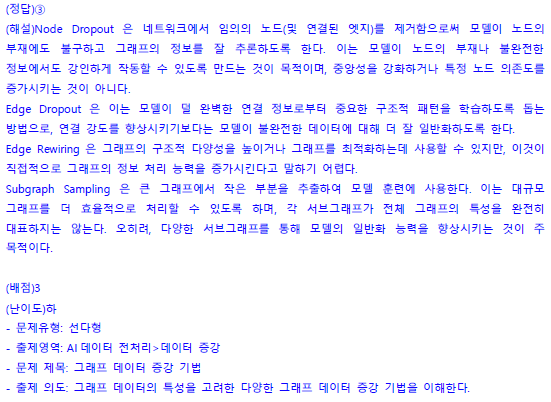 (정답)③
(해설)Node Dropout 은 네트워크에서 임의의 노드(및 연결된 엣지)를 제거함으로써 모델이 노드의
부재에도 불구하고 그래프의 정보를 잘 추론하도록 한다. 이는 모델이 노드의 부재나 불완전한
정보에서도 강인하게 작동할 수 있도록 만드는 것이 목적이며, 중앙성을 강화하거나 특정 노드 의존도를
증가시키는 것이 아니다.
Edge Dropout 은 이는 모델이 덜 완벽한 연결 정보로부터 중요한 구조적 패턴을 학습하도록 돕는
방법으로, 연결 강도를 향상시키기보다는 모델이 불완전한 데이터에 대해 더 잘 일반화하도록 한다.
Edge Rewiring 은 그래프의 구조적 다양성을 높이거나 그래프를 최적화하는데 사용할 수 있지만, 이것이
직접적으로 그래프의 정보 처리 능력을 증가시킨다고 말하기 어렵다.
Subgraph Sampling 은 큰 그래프에서 작은 부분을 추출하여 모델 훈련에 사용한다. 이는 대규모
그래프를 더 효율적으로 처리할 수 있도록 하며, 각 서브그래프가 전체 그래프의 특성을 완전히
대표하지는 않는다. 오히려, 다양한 서브그래프를 통해 모델의 일반화 능력을 향상시키는 것이 주
목적이다.
(배점)3
(난이도)하
- 문제유형: 선다형
- 출제영역: AI 데이터 전처리>데이터 증강
- 문제 제목: 그래프 데이터 증강 기법
- 출제 의도: 그래프 데이터의 특성을 고려한 다양한 그래프 데이터 증강 기법을 이해한다.